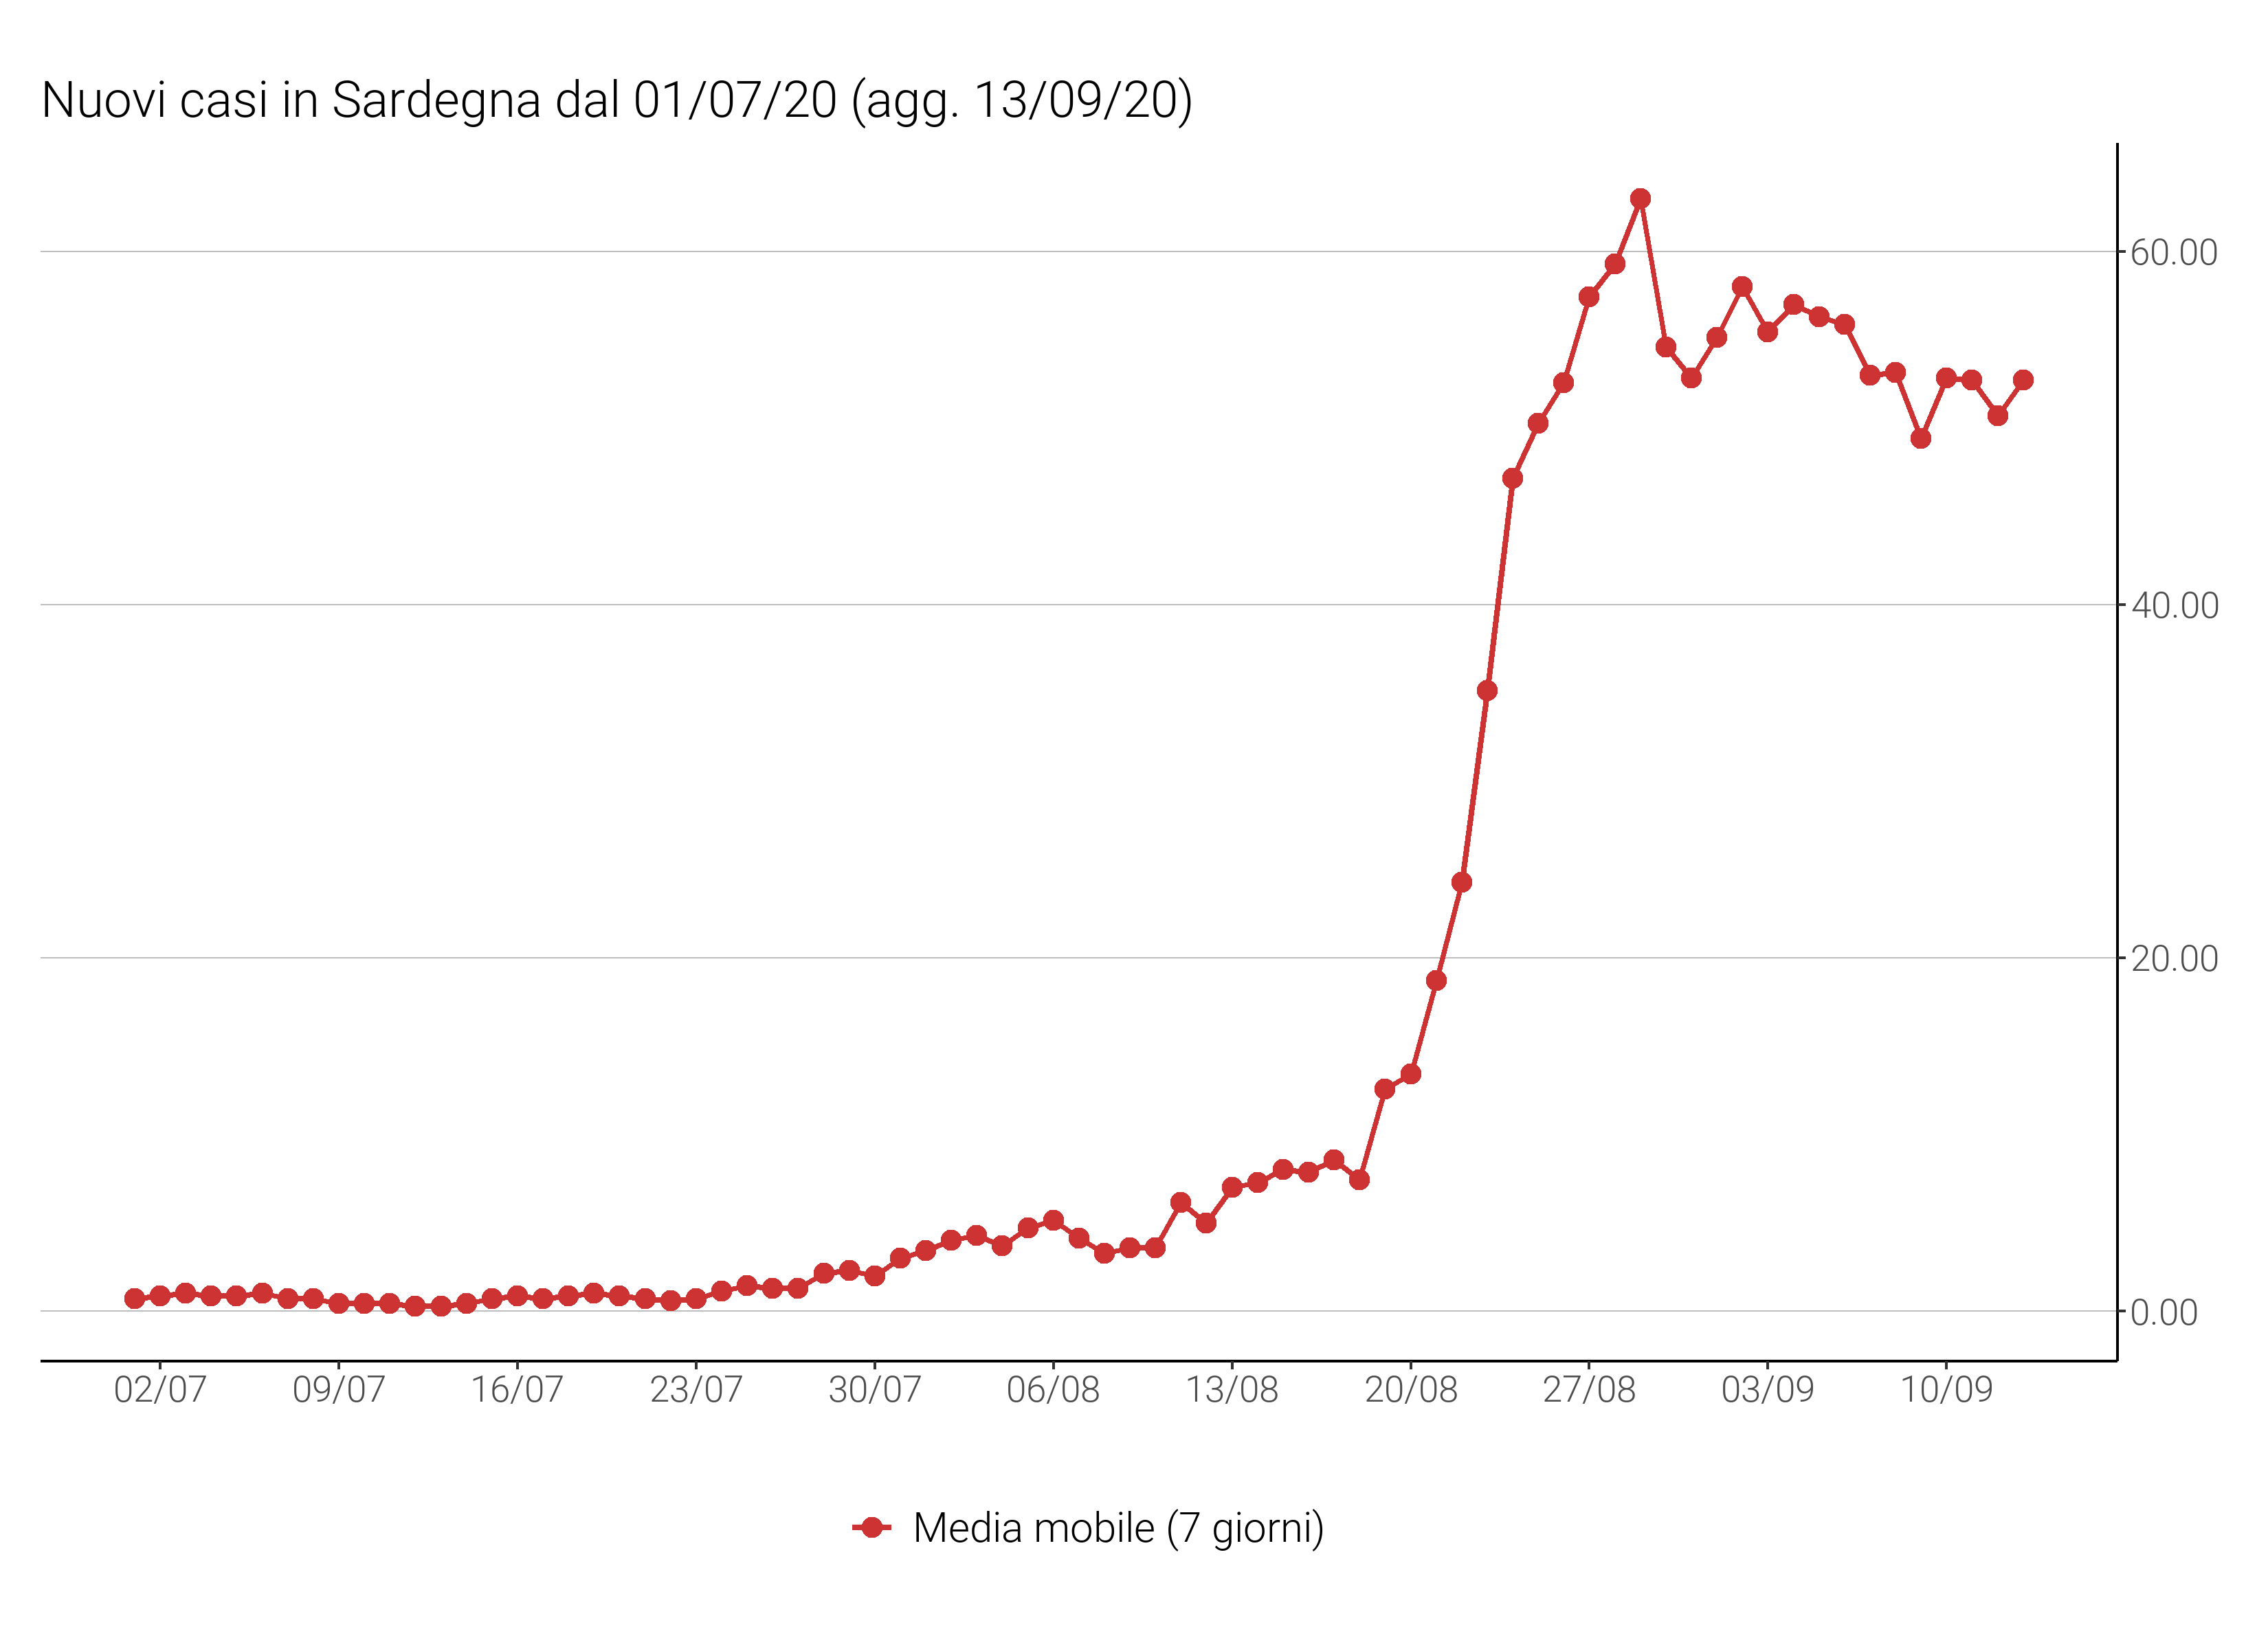 Nuovi casi in Sardegna dal 01/07/20 (agg. 13/09/20)
60.00
40.00
20.00
0.00
02/07 09/07 16/07 23/07 30/07 06/08 13/08 20/08 27/08 03/09 10/09
Media mobile (7 giorni)